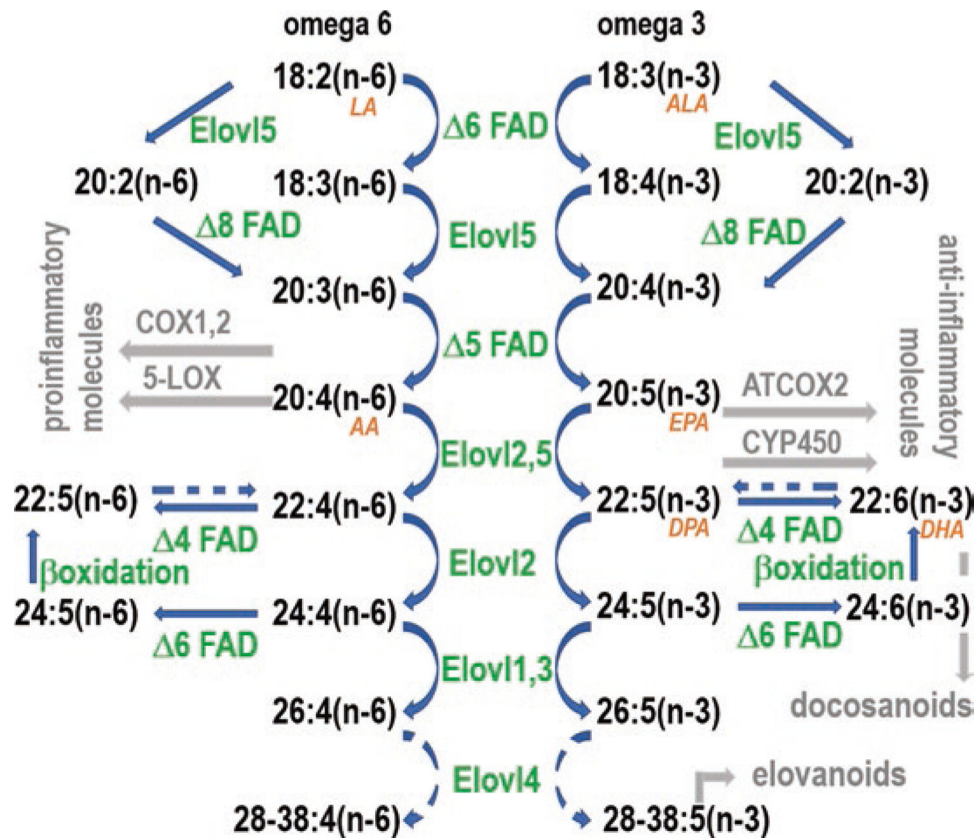 omega 6
omega 3
18:2(n-6)
18:3(n-3)
LA
ALA
Elovl5
Δ6 FAD
Elovl5
20:2(n-6)
18:3(n-6)
18:4(n-3)
20:2(n-3)
Δ8 FAD
Elovl5
Δ8 FAD
20:3(n-6)
20:4(n-3)
proinflammatory
molecules
COX1,2
5-LOX
Δ5 FAD
anti-inflammatory
molecules
20:4(n-6)
20:5(n-3)
ATCOX2
AA
EPA
Elovl2,5
CYP450
22:5(n-6)
22:4(n-6)
22:5(n-3)
22:6(n-3)
DPA
DHA
Δ4 FAD
Δ4 FAD
βoxidation
Elovl2
βoxidation
24:5(n-6)
24:4(n-6)
24:5(n-3)
24:6(n-3)
Δ6 FAD
Elovl1,3
Δ6 FAD
26:4(n-6)
26:5(n-3)
docosanoids
Elovl4
elovanoids
28-38:4(n-6)
28-38:5(n-3)